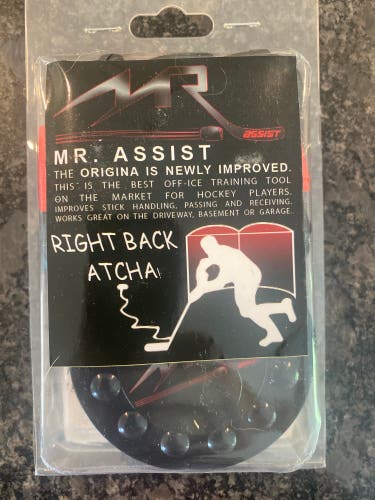 MR
ASSIST
MR. ASSIST
THE ORIGINA IS NEWLY IMPROVED.
THIS IS THE BEST OFF-ICE TRAINING TOOL
ON THE MARKET FOR HOCKEY PLAYERS.
IMPROVES STICK HANDLING, PASSING AND RECEIVING.
WORKS GREAT ON THE DRIVEWAY, BASEMENT OR GARAGE.
RIGHT BACK
ATCHA!